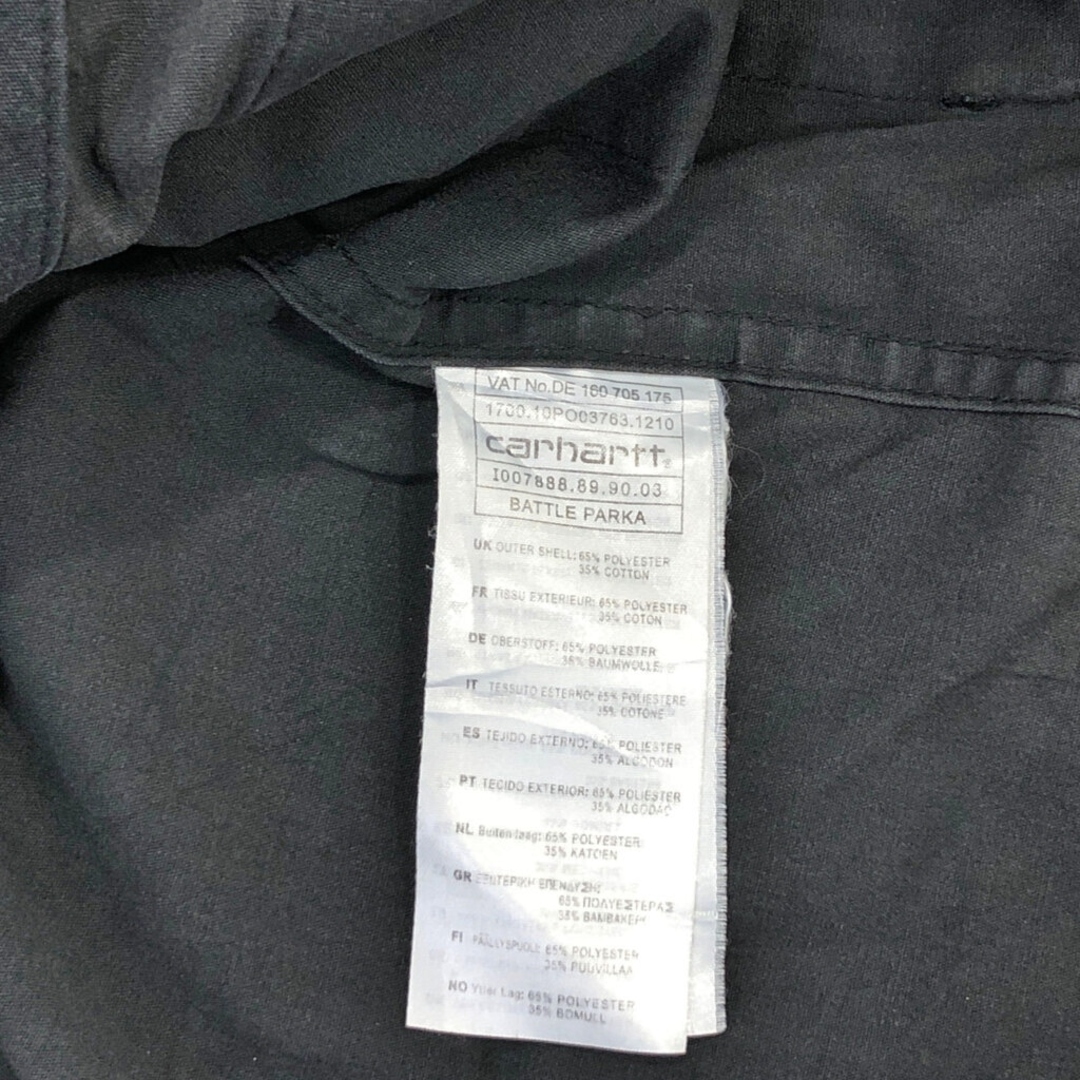 VAT No.DE 160 705 175
1700.10PO03763.1210
carhartt
I007888.89.90.03
BATTLE PARKA
UK OUTER SHELL: 65% POLYESTER
35% COTTON
FR TISSU EXTERIEUR: 65% POLYESTER
35% COTON
DE OBERSTOFF: 65% POLYESTER
35% BAUMWOLLE
IT TESSUTO ESTERNO: 65% POLIESTERE
35% COTONE
ES TEJIDO EXTERNO: 65% POLIESTER
35% ALGODON
PT TECIDO EXTERIOR: 65% POLIESTER
35% ALGODAO
NL Buitenlaag: 65% POLYESTER
35% KATOEN
GR ΕΞΩΤΕΡΙΚΗ ΕΠΕΝΔΥΣΗ:
65% ΠΟΛΥΕΣΤΕΡΑΣ
35% ΒΑΜΒΑΚΕΡΗ
FI 65% POLYESTER
35% PUUVILLAA
NO Ytter Lag: 65% POLYESTER
35% BOMULL